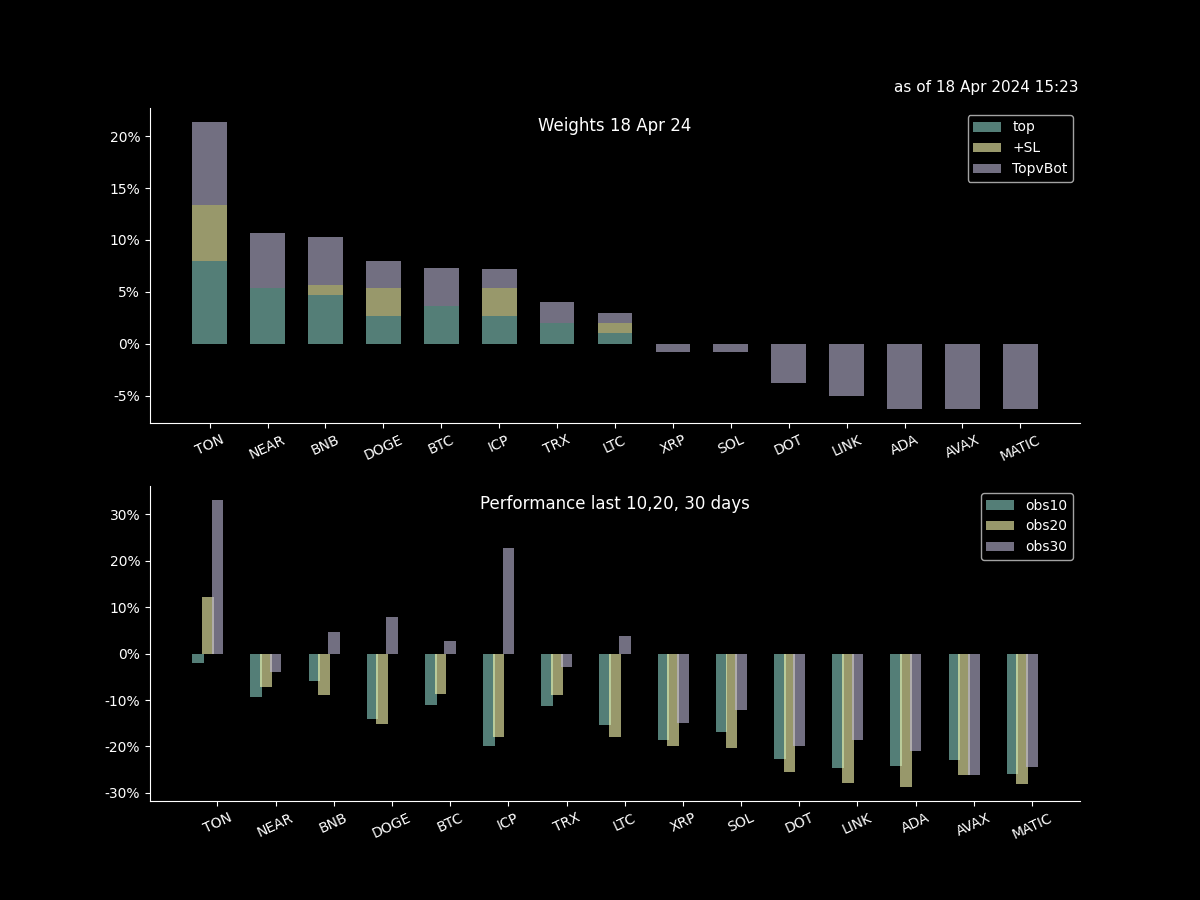 as of 18 Apr 2024 15:23
Weights 18 Apr 24
top
+SL
TopvBot
20%
15%
10%
5%
0%
-5%
TON NEAR BNB DOGE BTC ICP TRX LTC XRP SOL DOT LINK ADA AVAX MATIC
Performance last 10,20, 30 days
obs10
obs20
obs30
30%
20%
10%
0%
-10%
-20%
-30%
TON NEAR BNB DOGE BTC ICP TRX LTC XRP SOL DOT LINK ADA AVAX MATIC